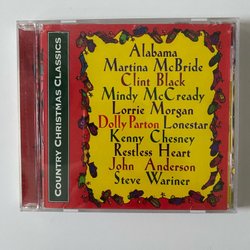 COUNTRY CHRISTMAS CLASSICS
Alabama
Martina McBride
Clint Black
Mindy McCready
Lorrie Morgan
Dolly Parton Lonestar
Kenny Chesney
Restless Heart
John Anderson
Steve Wariner